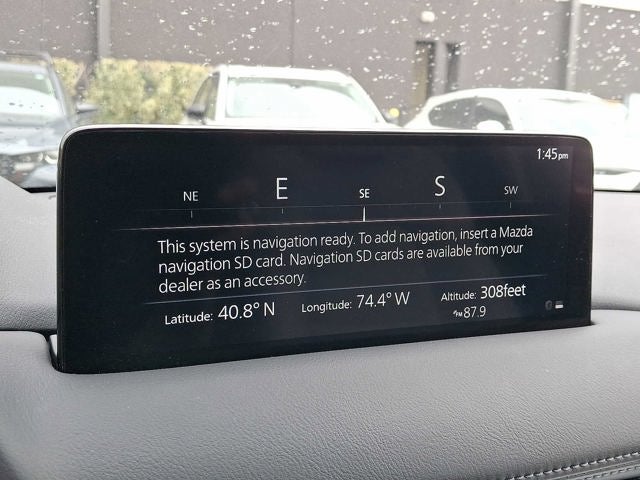 1:45pm
NE E SE S SW
This system is navigation ready. To add navigation, insert a Mazda
navigation SD card. Navigation SD cards are available from your
dealer as an accessory.
Latitude: 40.8° N Longitude: 74.4° W Altitude: 308feet
FM 87.9